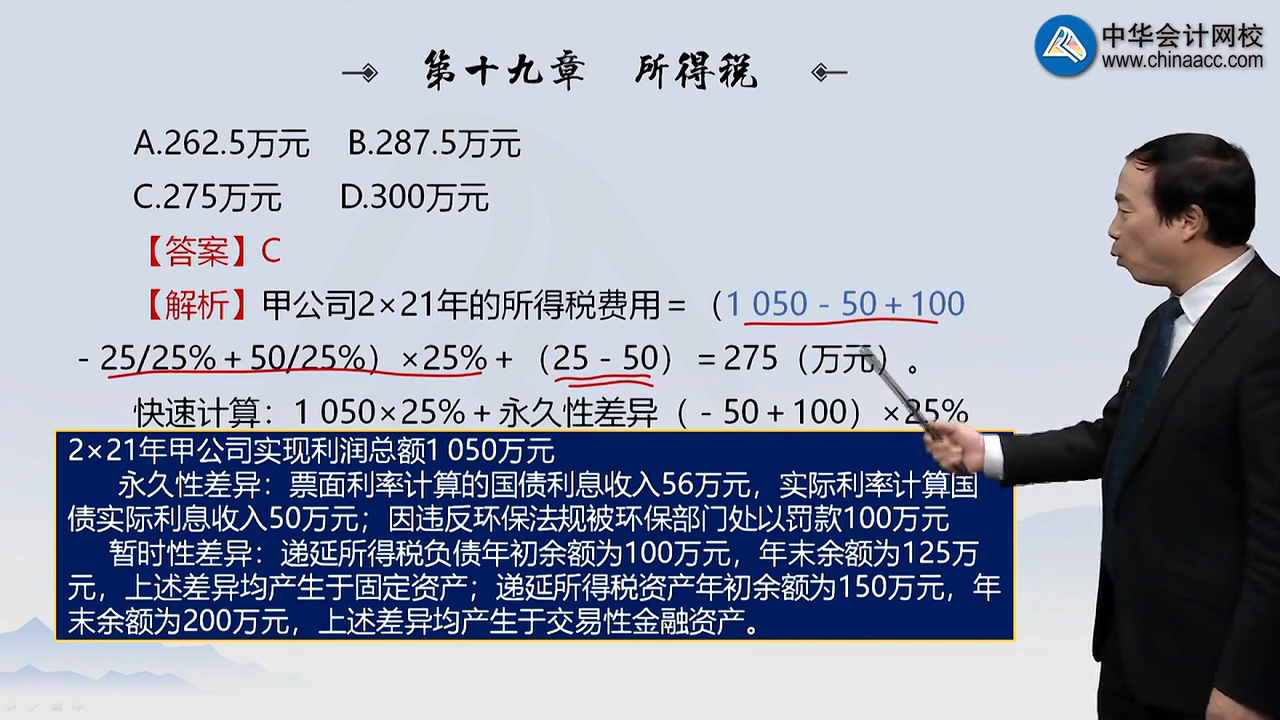 中华会计网校
www.chinaacc.com
第十九章 所得税
A.262.5万元 B.287.5万元
C.275万元 D.300万元
【答案】C
【解析】甲公司2×21年的所得税费用=（1 050-50+100
-25/25%+50/25%）×25%+（25-50）=275（万元）。
快速计算：1 050×25%+永久性差异（-50+100）×25%
2×21年甲公司实现利润总额1 050万元
永久性差异：票面利率计算的国债利息收入56万元，实际利率计算国
债实际利息收入50万元；因违反环保法规被环保部门处以罚款100万元
暂时性差异：递延所得税负债年初余额为100万元，年末余额为125万
元，上述差异均产生于固定资产；递延所得税资产年初余额为150万元，年
末余额为200万元，上述差异均产生于交易性金融资产。